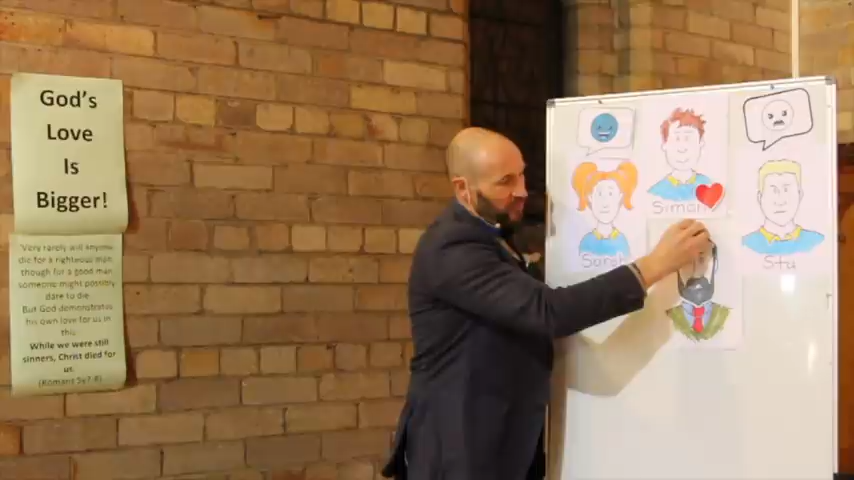 God's
Love
Is
Bigger!
"Very rarely will anyone
die for a righteous man,
though for a good man
someone might possibly
dare to die.
But God demonstrates
his own love for us in
this:
While we were still
sinners, Christ died for
us.
(Romans 5v7-8)
Simon
Sarah
Stu